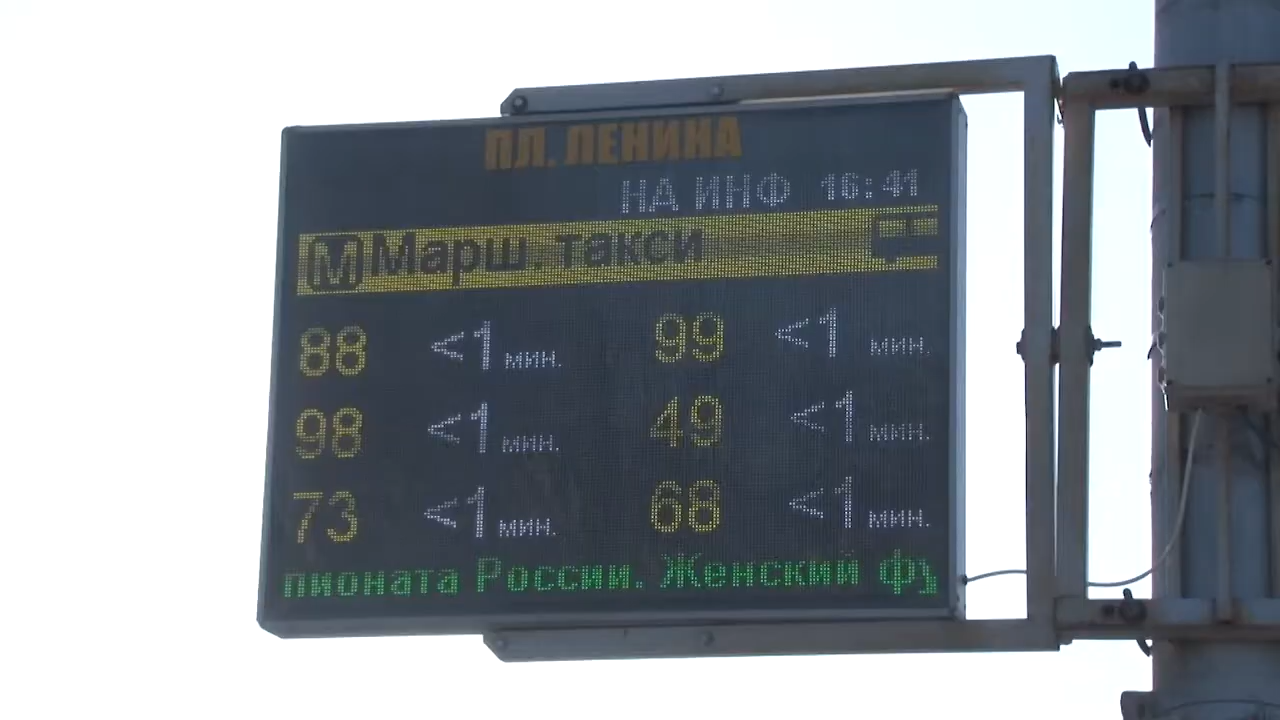 ПЛ. ЛЕНИНА
НА ИНФ 16:41
М Марш. такси
88 <1 мин. 99 <1 мин.
98 <1 мин. 49 <1 мин.
73 <1 мин. 68 <1 мин.
пионата России. Женский фу